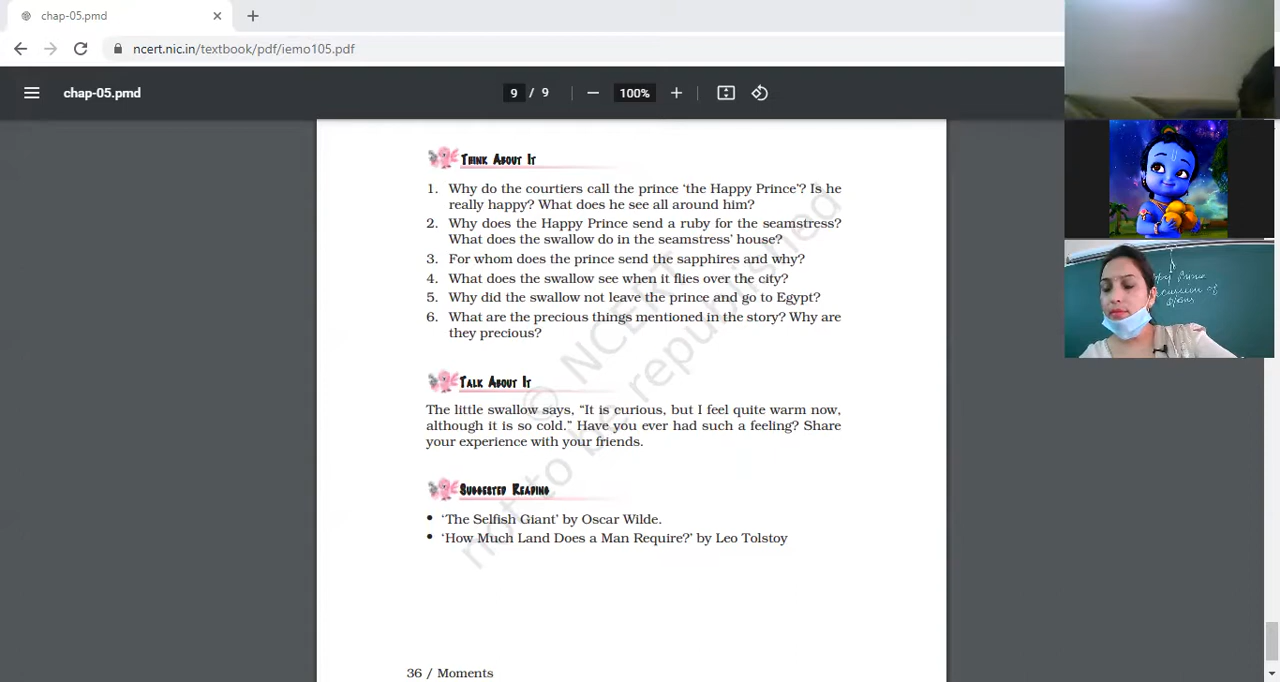 chap-05.pmd
ncert.nic.in/textbook/pdf/iemo105.pdf
chap-05.pmd
9 / 9
100%
THINK ABOUT IT
1. Why do the courtiers call the prince ‘the Happy Prince’? Is he
really happy? What does he see all around him?
2. Why does the Happy Prince send a ruby for the seamstress?
What does the swallow do in the seamstress’ house?
3. For whom does the prince send the sapphires and why?
4. What does the swallow see when it flies over the city?
5. Why did the swallow not leave the prince and go to Egypt?
6. What are the precious things mentioned in the story? Why are
they precious?
TALK ABOUT IT
The little swallow says, “It is curious, but I feel quite warm now,
although it is so cold.” Have you ever had such a feeling? Share
your experience with your friends.
SUGGESTED READING
• ‘The Selfish Giant’ by Oscar Wilde.
• ‘How Much Land Does a Man Require?’ by Leo Tolstoy
36 / Moments
© NCERT
not to be republished
Prince
of